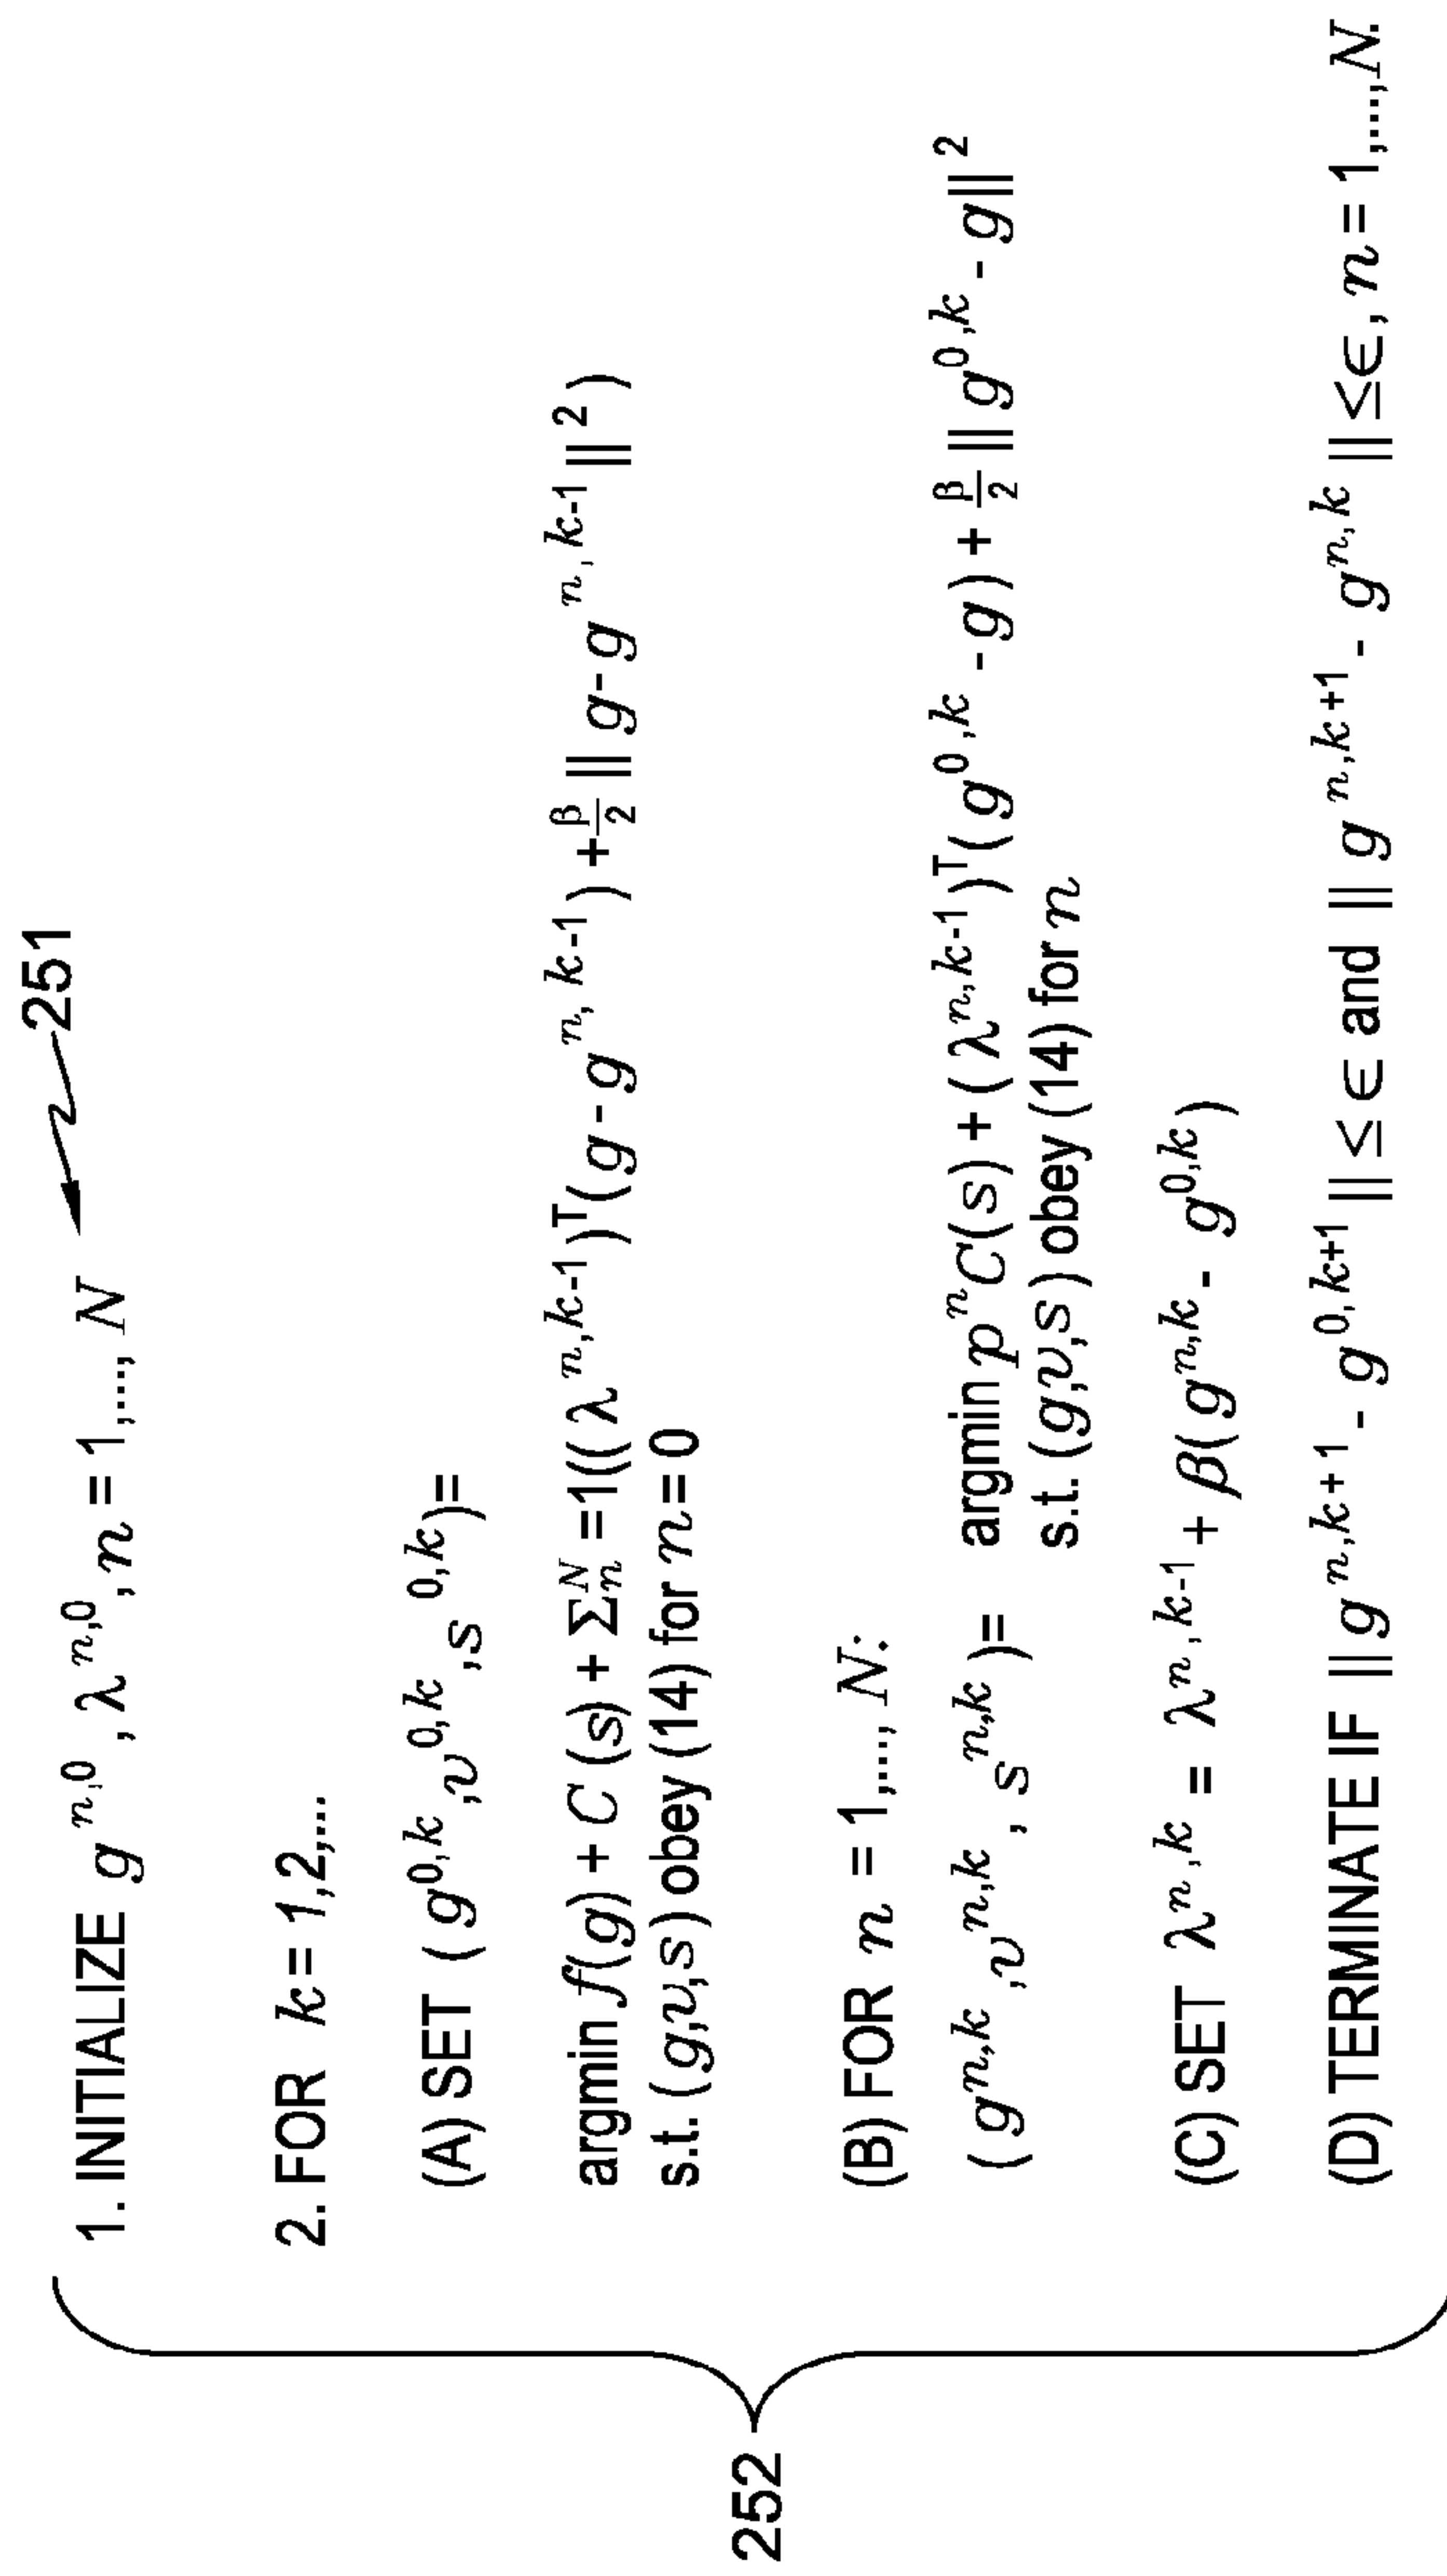 251
1. INITIALIZE g^{n,0}, λ^{n,0}, n = 1,..., N
2. FOR k = 1,2,...
(A) SET (g^{0,k}, v^{0,k}, s^{0,k})=
argmin f(g) + C (s) + Σ_n^N =1((λ^{n,k-1})^T(g - g^{n, k-1}) + β/2 || g- g^{n, k-1} ||^2)
s.t. (g,v,s) obey (14) for n = 0
(B) FOR n = 1,..., N:
(g^{n,k}, v^{n,k}, s^{n,k})= argmin p^n C(s) + (λ^{n,k-1})^T(g^{0,k} - g) + β/2 || g^{0,k} - g||^2
s.t. (g,v,s) obey (14) for n
(C) SET λ^{n,k} = λ^{n,k-1} + β(g^{n,k} - g^{0,k})
(D) TERMINATE IF || g^{n,k+1} - g^{0,k+1} || ≤ ∈ and || g^{n,k+1} - g^{n,k} || ≤∈, n = 1,...,N.
252